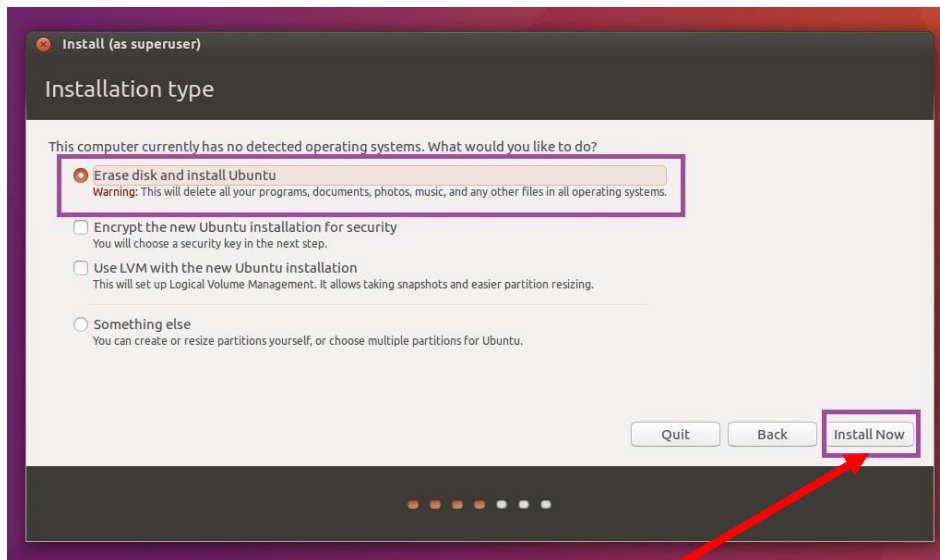 Install (as superuser)
Installation type
This computer currently has no detected operating systems. What would you like to do?
Erase disk and install Ubuntu
Warning: This will delete all your programs, documents, photos, music, and any other files in all operating systems.
Encrypt the new Ubuntu installation for security
You will choose a security key in the next step.
Use LVM with the new Ubuntu installation
This will set up Logical Volume Management. It allows taking snapshots and easier partition resizing.
Something else
You can create or resize partitions yourself, or choose multiple partitions for Ubuntu.
Quit Back Install Now